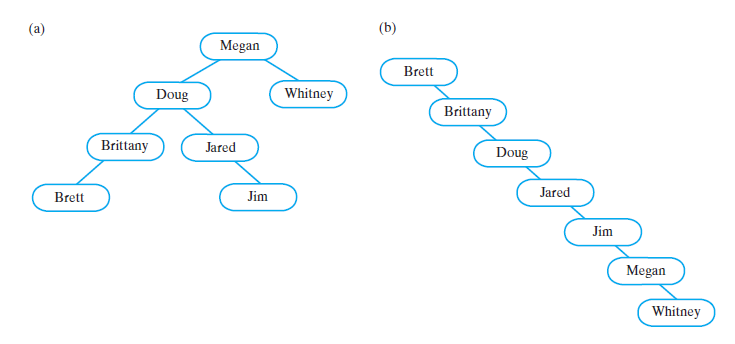 (a)
Megan
Doug
Whitney
Brittany
Jared
Brett
Jim
(b)
Brett
Brittany
Doug
Jared
Jim
Megan
Whitney